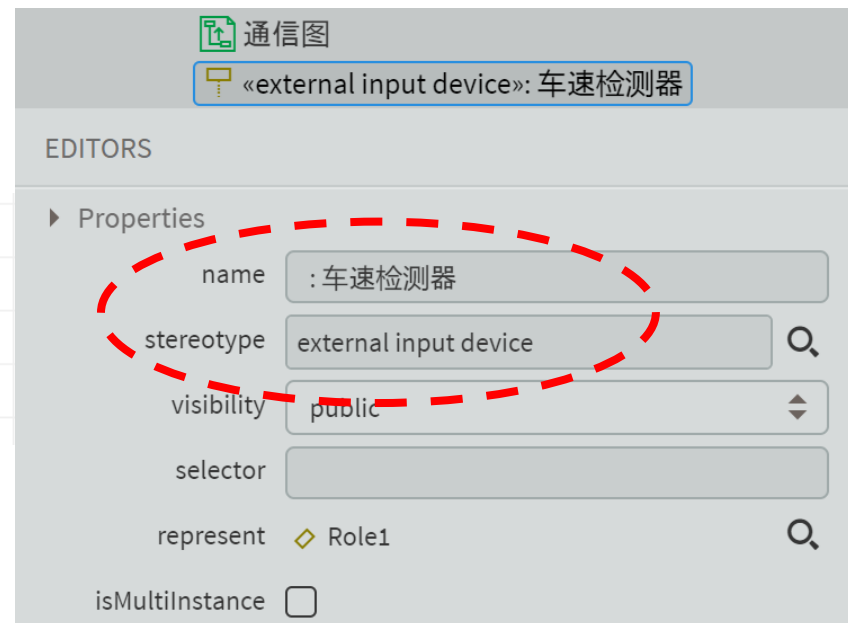 通信图
«external input device»: 车速检测器
EDITORS
Properties
name : 车速检测器
stereotype external input device
visibility public
selector
represent Role1
isMultiInstance